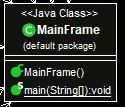 <<Java Class>>
MainFrame
(default package)
MainFrame()
main(String[]):void